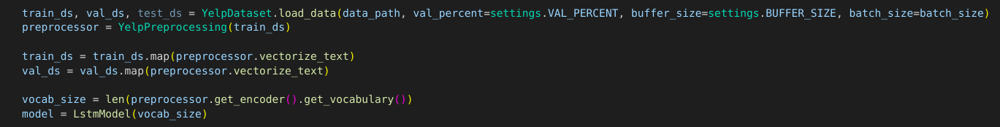 train_ds, val_ds, test_ds = YelpDataset.load_data(data_path, val_percent=settings.VAL_PERCENT, buffer_size=settings.BUFFER_SIZE, batch_size=batch_size)
preprocessor = YelpPreprocessing(train_ds)
train_ds = train_ds.map(preprocessor.vectorize_text)
val_ds = val_ds.map(preprocessor.vectorize_text)
vocab_size = len(preprocessor.get_encoder().get_vocabulary())
model = LstmModel(vocab_size)